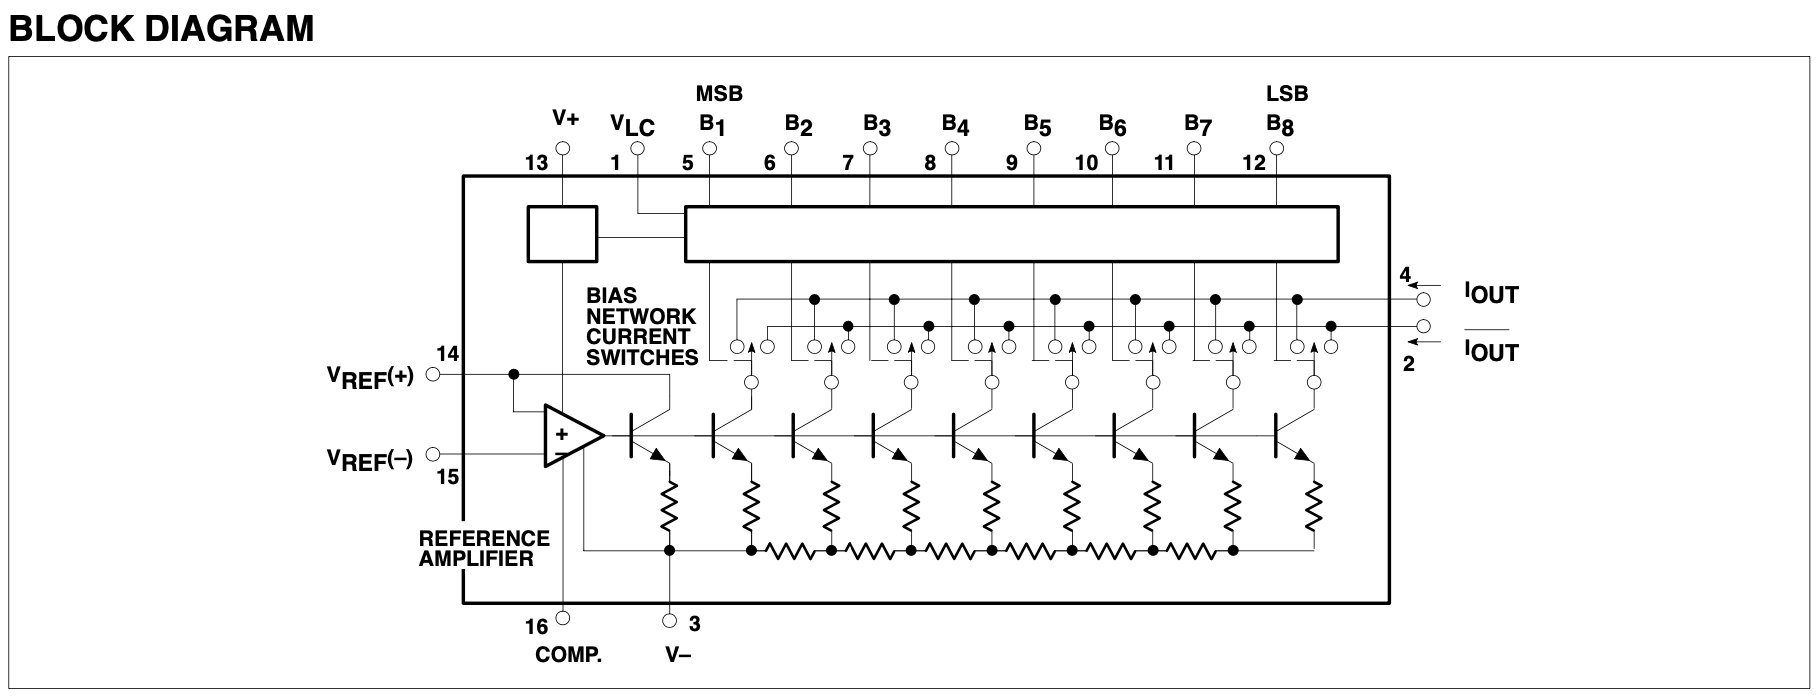 BLOCK DIAGRAM
MSB
LSB
V+
VLC
B1
B2
B3
B4
B5
B6
B7
B8
13
1
5
6
7
8
9
10
11
12
4
IOUT
BIAS
NETWORK
CURRENT
SWITCHES
IOUT
2
14
VREF(+)
+
–
VREF(–)
15
REFERENCE
AMPLIFIER
16
3
COMP.
V–